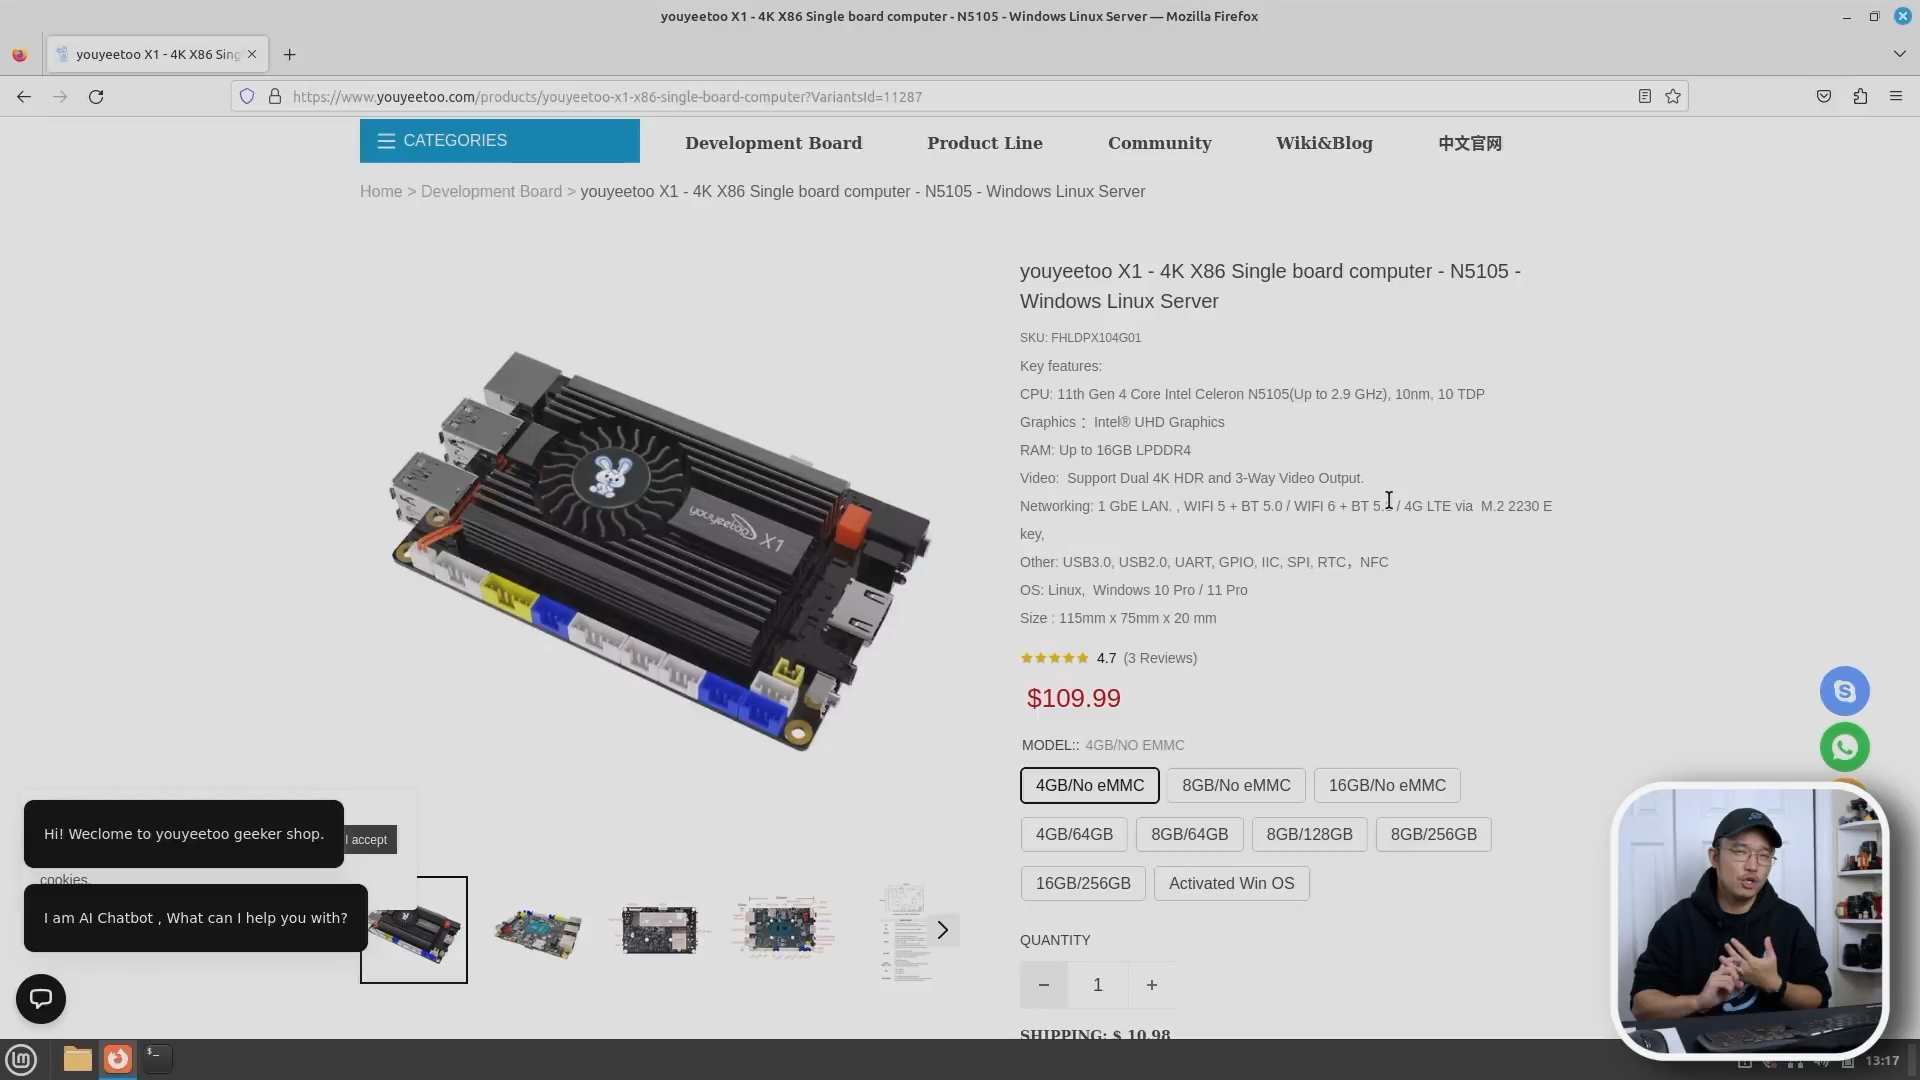 youyeetoo X1 - 4K X86 Single board computer - N5105 - Windows Linux Server — Mozilla Firefox
youyeetoo X1 - 4K X86 Sing
https://www.youyeetoo.com/products/youyeetoo-x1-x86-single-board-computer?VariantsId=11287
CATEGORIES
Development Board
Product Line
Community
Wiki&Blog
中文官网
Home > Development Board > youyeetoo X1 - 4K X86 Single board computer - N5105 - Windows Linux Server
youyeetoo X1 - 4K X86 Single board computer - N5105 -
Windows Linux Server
SKU: FHLDPX104G01
Key features:
CPU: 11th Gen 4 Core Intel Celeron N5105(Up to 2.9 GHz), 10nm, 10 TDP
Graphics： Intel® UHD Graphics
RAM: Up to 16GB LPDDR4
Video: Support Dual 4K HDR and 3-Way Video Output.
Networking: 1 GbE LAN. , WIFI 5 + BT 5.0 / WIFI 6 + BT / 4G LTE via M.2 2230 E
key,
Other: USB3.0, USB2.0, UART, GPIO, IIC, SPI, RTC，NFC
OS: Linux, Windows 10 Pro / 11 Pro
Size : 115mm x 75mm x 20 mm
4.7 (3 Reviews)
$109.99
MODEL:: 4GB/NO EMMC
4GB/No eMMC
8GB/No eMMC
16GB/No eMMC
4GB/64GB
8GB/64GB
8GB/128GB
8GB/256GB
16GB/256GB
Activated Win OS
QUANTITY
− 1 +
SHIPPING: $ 10.98
youyeetoo X1
Hi! Weclome to youyeetoo geeker shop.
I accept
cookies.
I am AI Chatbot , What can I help you with?
13:17